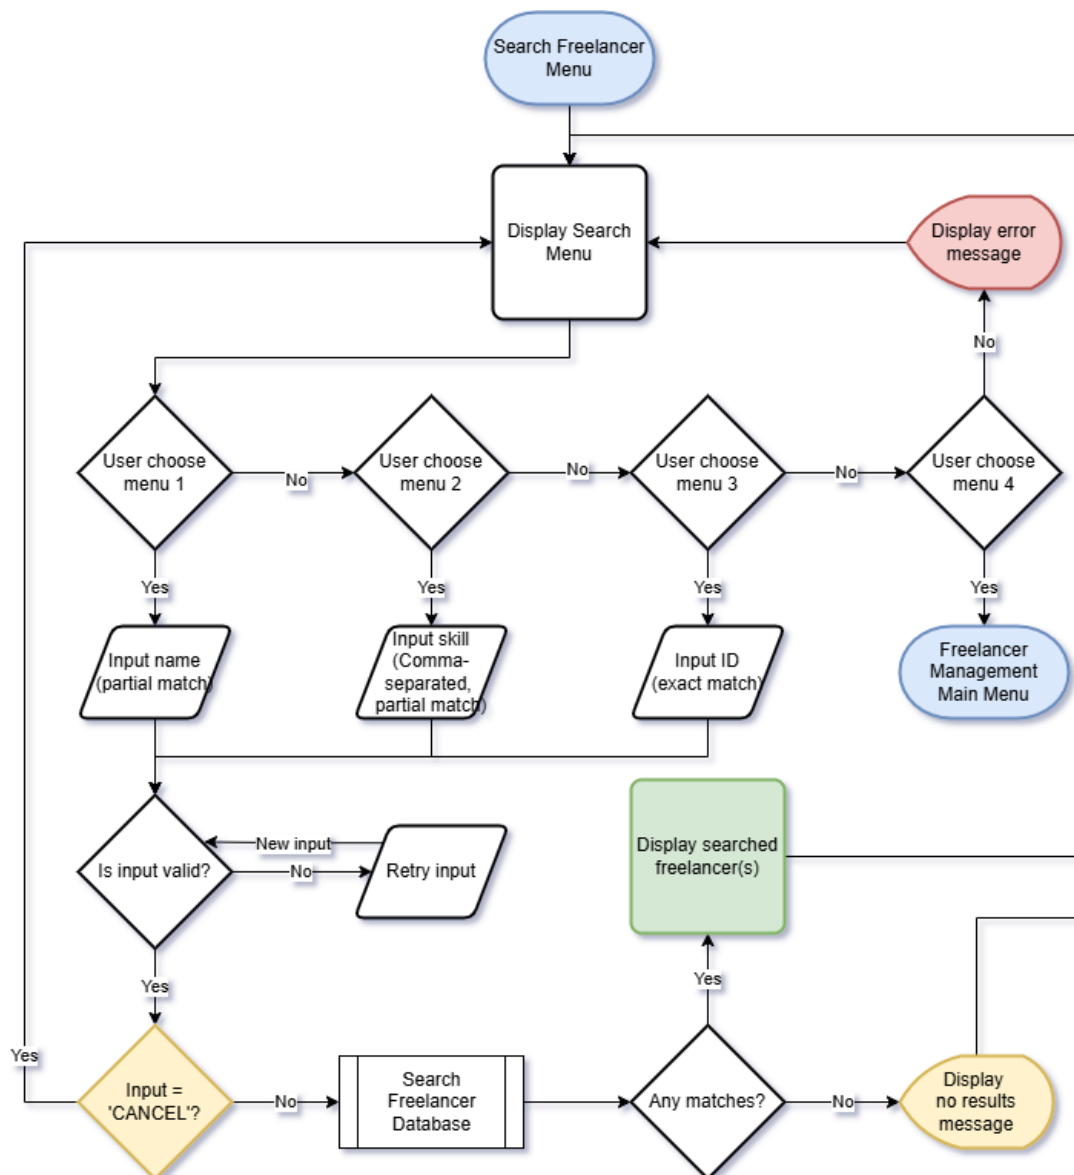 Search Freelancer
Menu
Display Search
Menu
Display error
message
No
User choose
menu 1
No
User choose
menu 2
No
User choose
menu 3
No
User choose
menu 4
Yes
Yes
Yes
Yes
Input name
(partial match)
Input skill
(Comma-
separated,
partial match)
Input ID
(exact match)
Freelancer
Management
Main Menu
Is input valid?
New input
No
Retry input
Display searched
freelancer(s)
Yes
Yes
Yes
Input =
'CANCEL'?
No
Search
Freelancer
Database
Any matches?
No
Display
no results
message